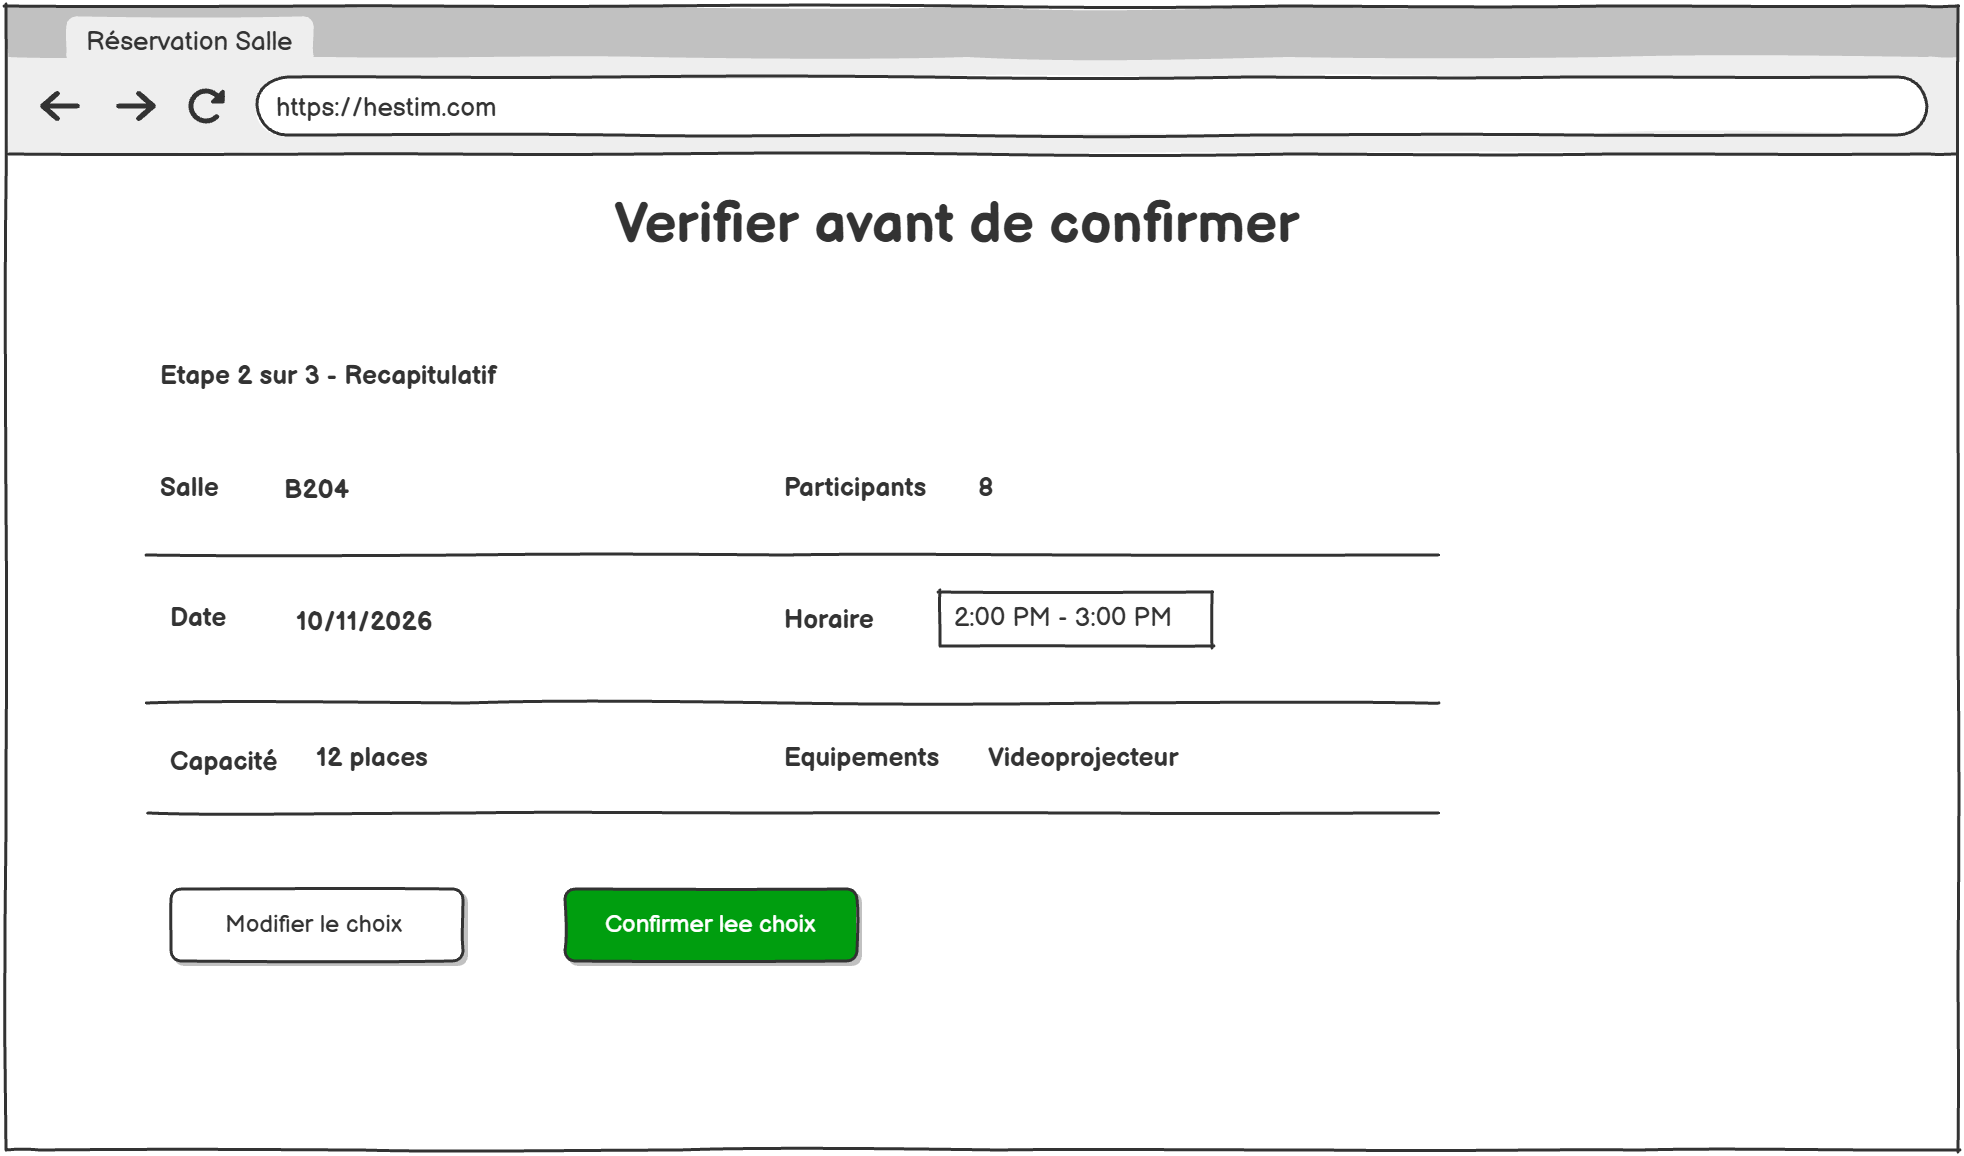 Réservation Salle
https://hestim.com
Verifier avant de confirmer
Etape 2 sur 3 - Recapitulatif
Salle B204 Participants 8
Date 10/11/2026 Horaire 2:00 PM - 3:00 PM
Capacité 12 places Equipements Videoprojecteur
Modifier le choix Confirmer lee choix